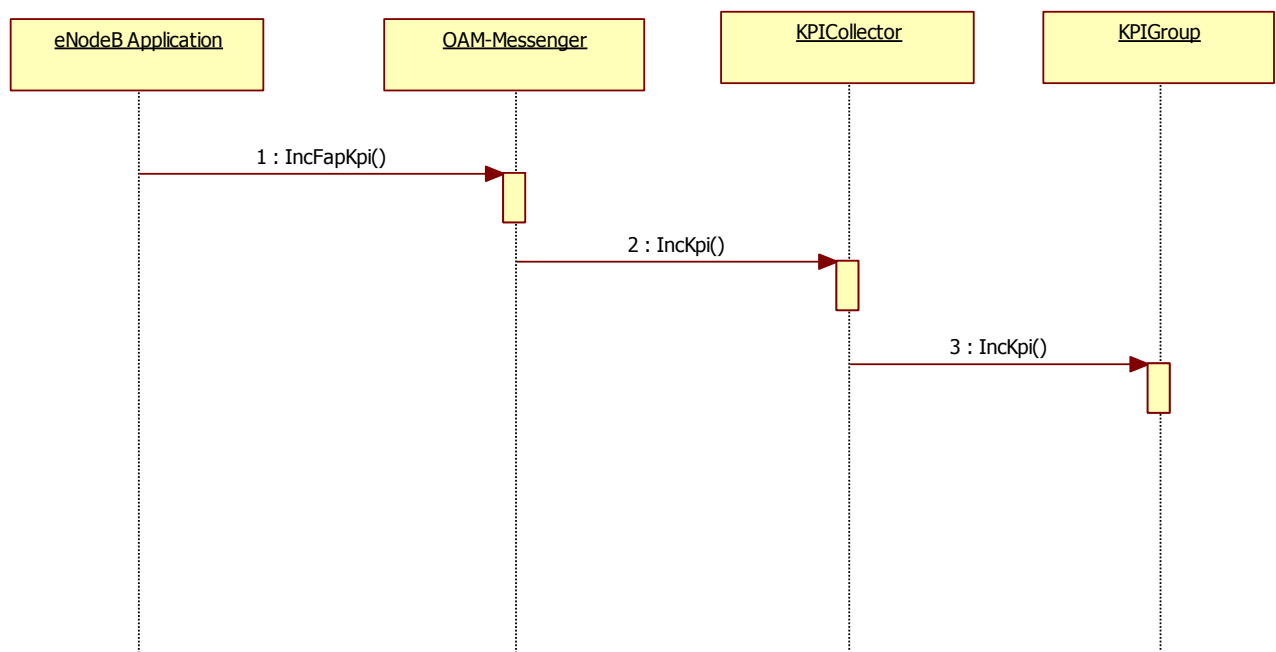 eNodeB Application
OAM-Messenger
KPICollector
KPIGroup
1 : IncFapKpi()
2 : IncKpi()
3 : IncKpi()